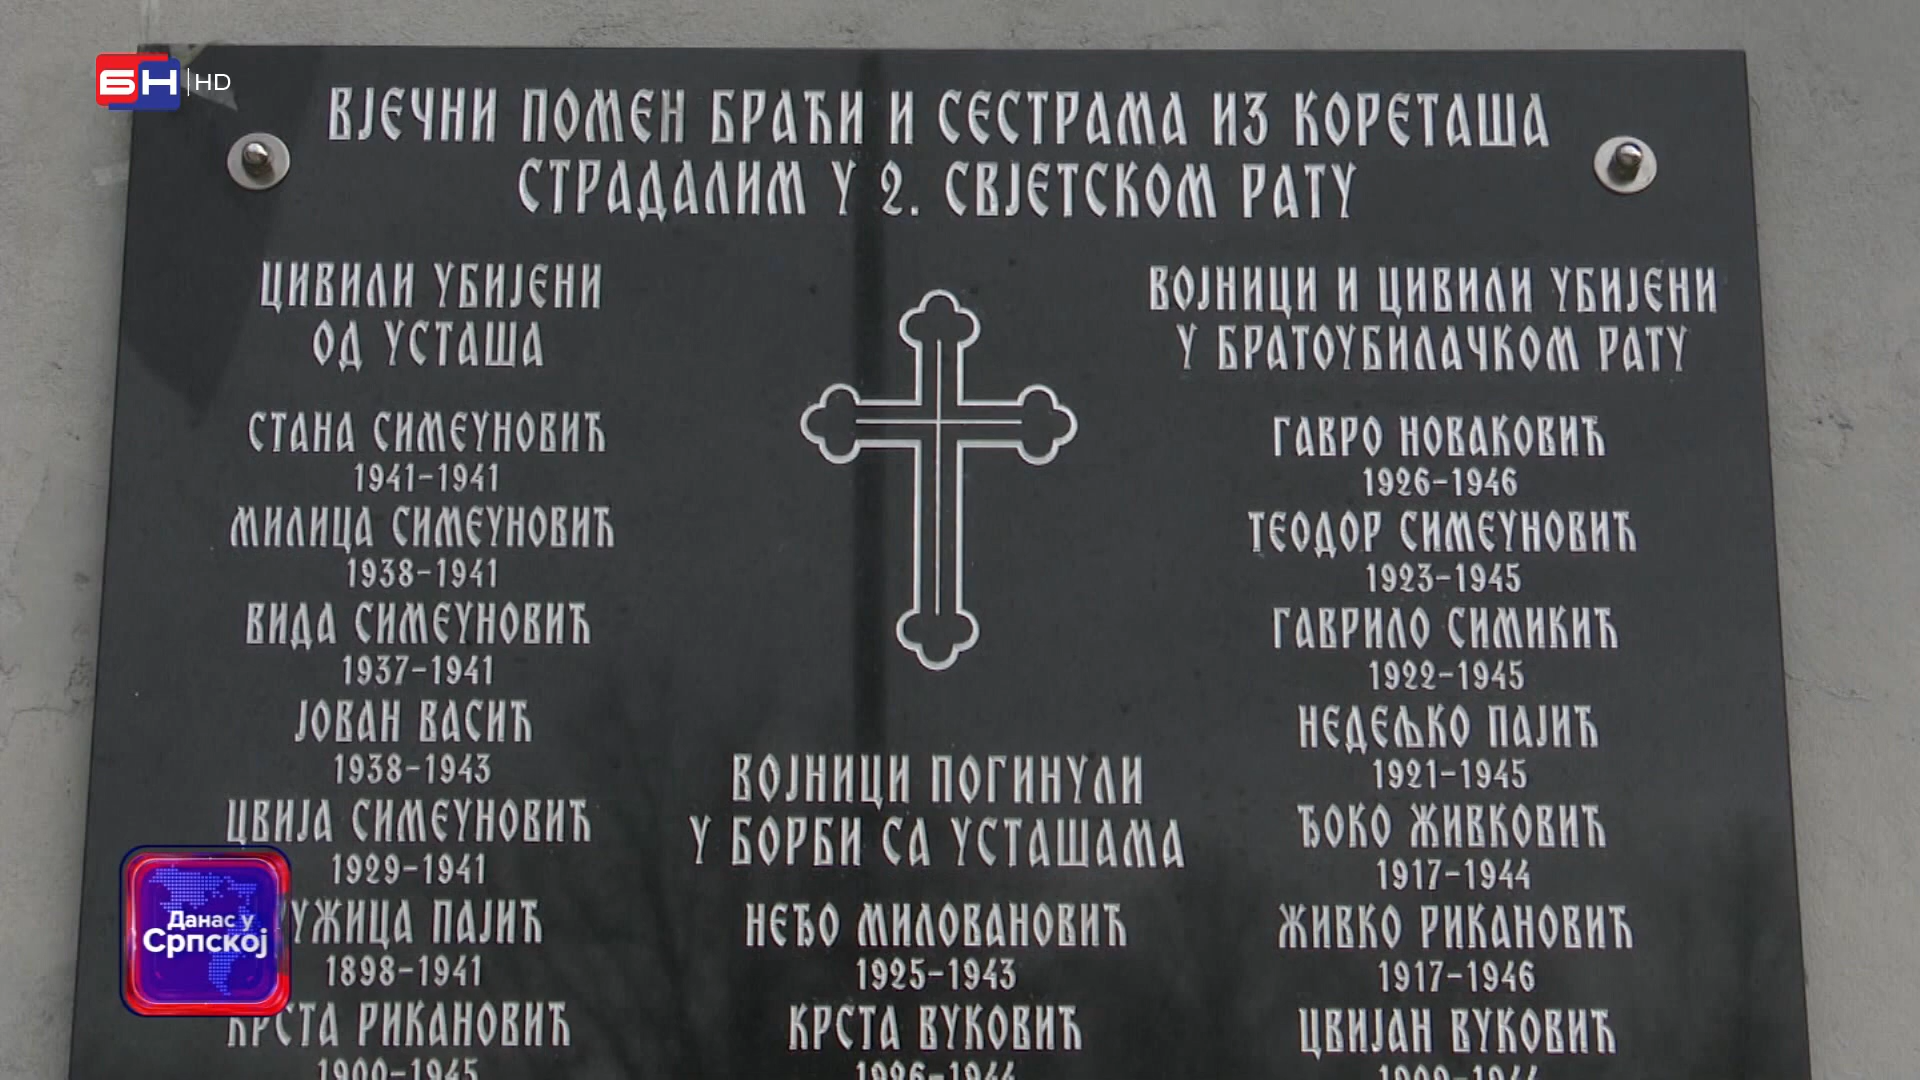 БН HD
ВЈЕЧНИ ПОМЕН БРАЋИ И СЕСТРАМА ИЗ КОРЕТАША
СТРАДАЛИМ У 2. СВЈЕТСКОМ РАТУ
ЦИВИЛИ УБИЈЕНИ
ОД УСТАША
СТАНА СИМЕУНОВИЋ
1941-1941
МИЛИЦА СИМЕУНОВИЋ
1938-1941
ВИДА СИМЕУНОВИЋ
1937-1941
ЈОВАН ВАСИЋ
1938-1943
ЦВИЈА СИМЕУНОВИЋ
1929-1941
ПАЈИЋ
1898-1941
КРСТА РИКАНОВИЋ
1900-1945
ВОЈНИЦИ ПОГИНУЛИ
У БОРБИ СА УСТАШАМА
НЕЂО МИЛОВАНОВИЋ
1925-1943
КРСТА ВУКОВИЋ
1926-1944
ВОЈНИЦИ И ЦИВИЛИ УБИЈЕНИ
У БРАТОУБИЛАЧКОМ РАТУ
ГАВРО НОВАКОВИЋ
1926-1946
ТЕОДОР СИМЕУНОВИЋ
1923-1945
ГАВРИЛО СИМИКИЋ
1922-1945
НЕДЕЉКО ПАЈИЋ
1921-1945
ЂОКО ЖИВКОВИЋ
1917-1944
ЖИВКО РИКАНОВИЋ
1917-1946
ЦВИЈАН ВУКОВИЋ
Данас у
Српској